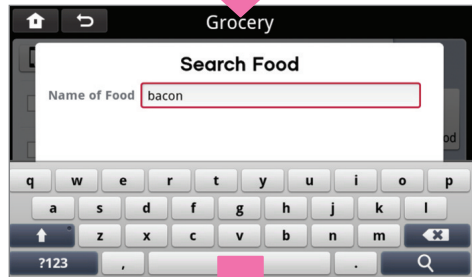 Grocery
Search Food
Name of Food bacon
od
q w e r t y u i o p
a s d f g h j k l
z x c v b n m
?123 , .